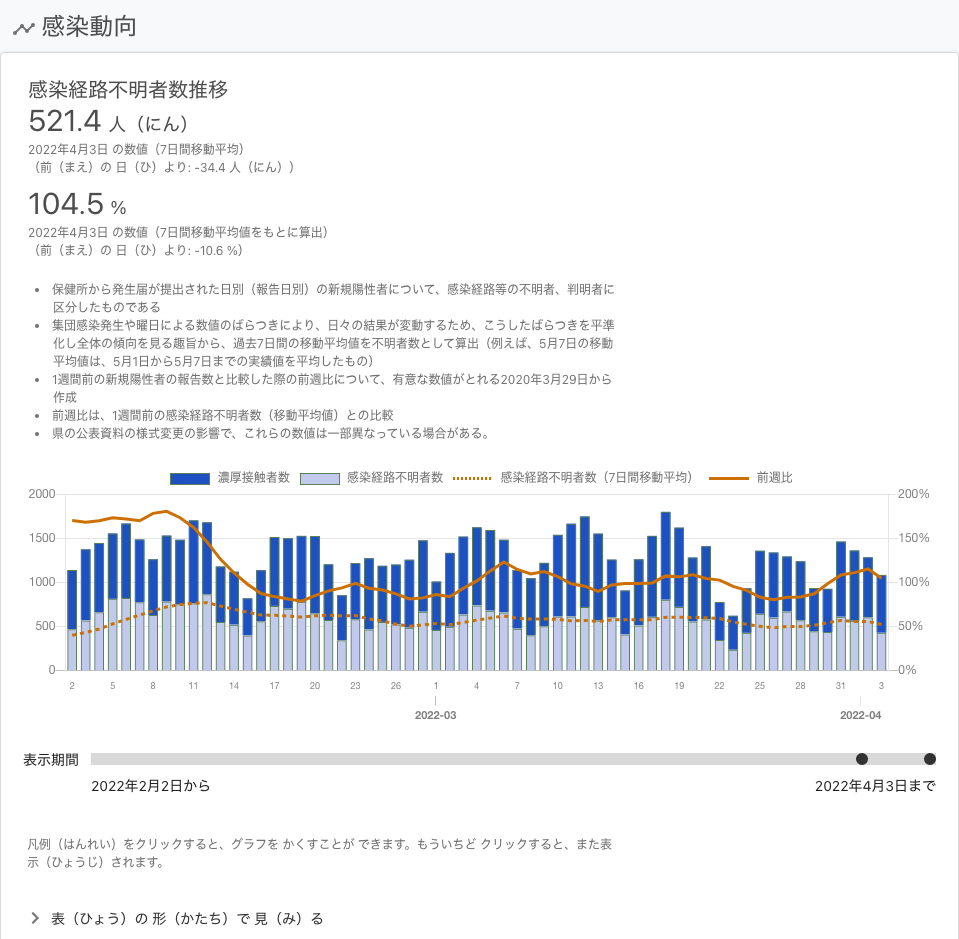 感染動向
感染経路不明者数推移
521.4 人（にん）
2022年4月3日 の数値（7日間移動平均）
（前（まえ）の 日（ひ）より: -34.4 人（にん））
104.5 %
2022年4月3日 の数値（7日間移動平均値をもとに算出）
（前（まえ）の 日（ひ）より: -10.6 %）
• 保健所から発生届が提出された日別（報告日別）の新規陽性者について、感染経路等の不明者、判明者に
区分したものである
• 集団感染発生や曜日による数値のばらつきにより、日々の結果が変動するため、こうしたばらつきを平準
化し全体の傾向を見る趣旨から、過去7日間の移動平均値を不明者数として算出（例えば、5月7日の移動
平均値は、5月1日から5月7日までの実績値を平均したもの）
• 1週間前の新規陽性者の報告数と比較した際の前週比について、有意な数値がとれる2020年3月29日から
作成
• 前週比は、1週間前の感染経路不明者数（移動平均値）との比較
• 県の公表資料の様式変更の影響で、これらの数値は一部異なっている場合がある。
濃厚接触者数 感染経路不明者数 感染経路不明者数（7日間移動平均） 前週比
2000 200%
1500 150%
1000 100%
500 50%
0 0%
2 5 8 11 14 17 20 23 26 1 4 7 10 13 16 19 22 25 28 31 3
2022-03 2022-04
表示期間
2022年2月2日から 2022年4月3日まで
凡例（はんれい）をクリックすると、グラフを かくすことが できます。もういちど クリックすると、また表
示（ひょうじ）されます。
表（ひょう）の 形（かたち）で 見（み）る